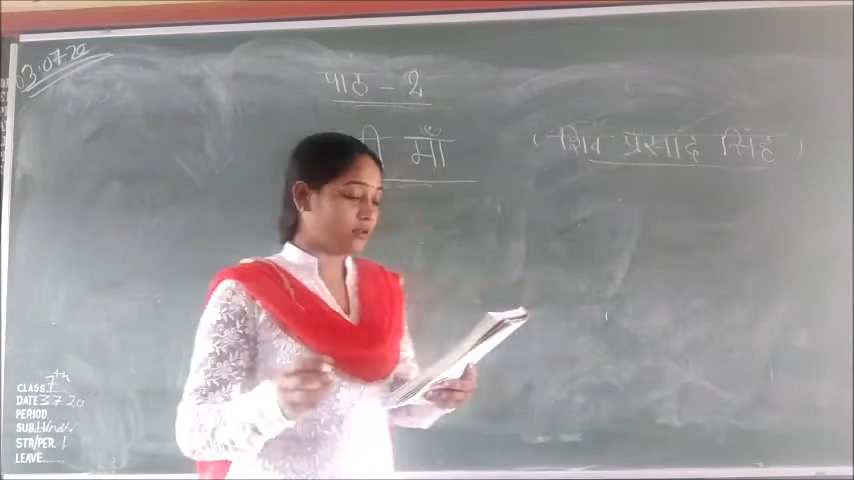 03.07.20
पाठ - 2
माँ
( शिव प्रसाद सिंह )
CLASS 7th
DATE 3-7-20
PERIOD
SUB. Hindi
STR/PER. 1
LEAVE